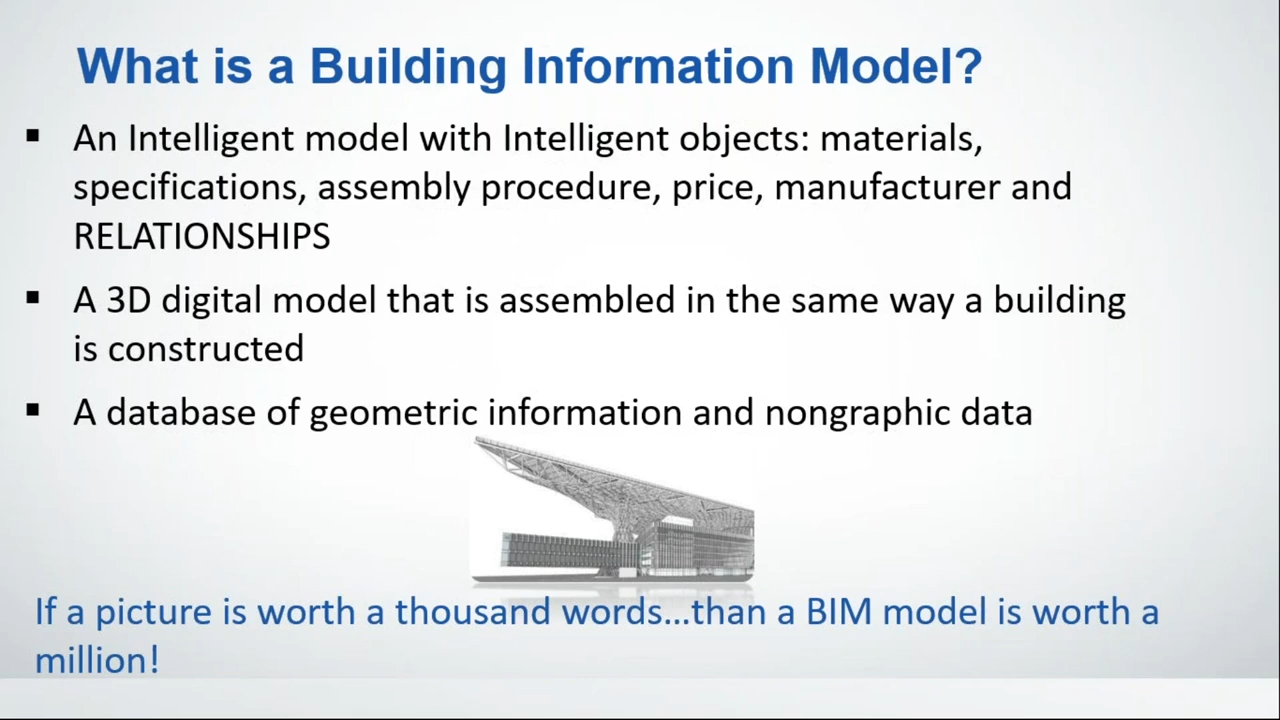 What is a Building Information Model?
▪ An Intelligent model with Intelligent objects: materials,
specifications, assembly procedure, price, manufacturer and
RELATIONSHIPS
▪ A 3D digital model that is assembled in the same way a building
is constructed
▪ A database of geometric information and nongraphic data
If a picture is worth a thousand words...than a BIM model is worth a
million!